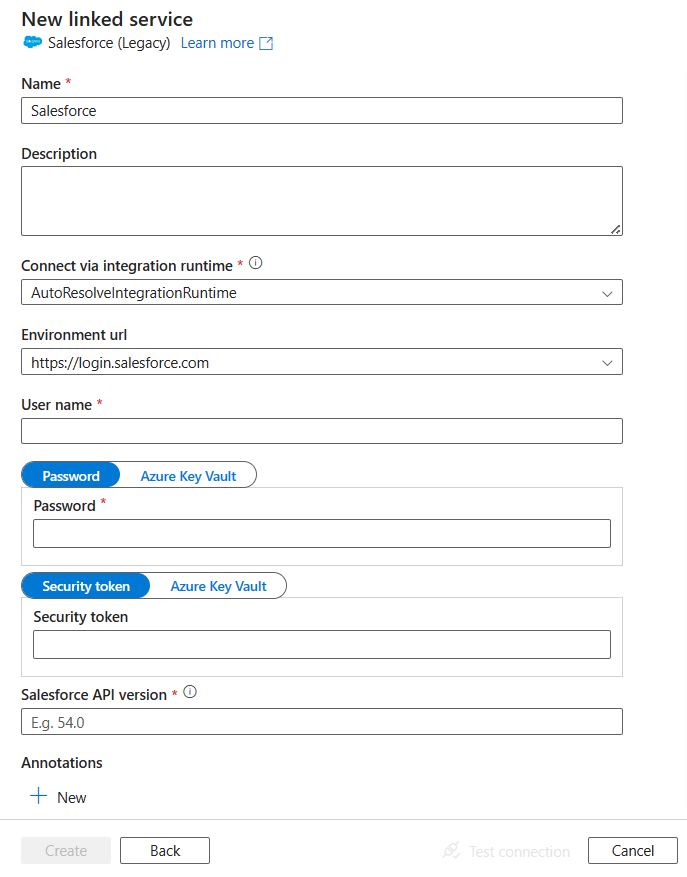 New linked service
Salesforce (Legacy) Learn more
Name *
Salesforce
Description
Connect via integration runtime *
AutoResolveIntegrationRuntime
Environment url
https://login.salesforce.com
User name *
Password Azure Key Vault
Password *
Security token Azure Key Vault
Security token
Salesforce API version *
E.g. 54.0
Annotations
New
Create Back Test connection Cancel